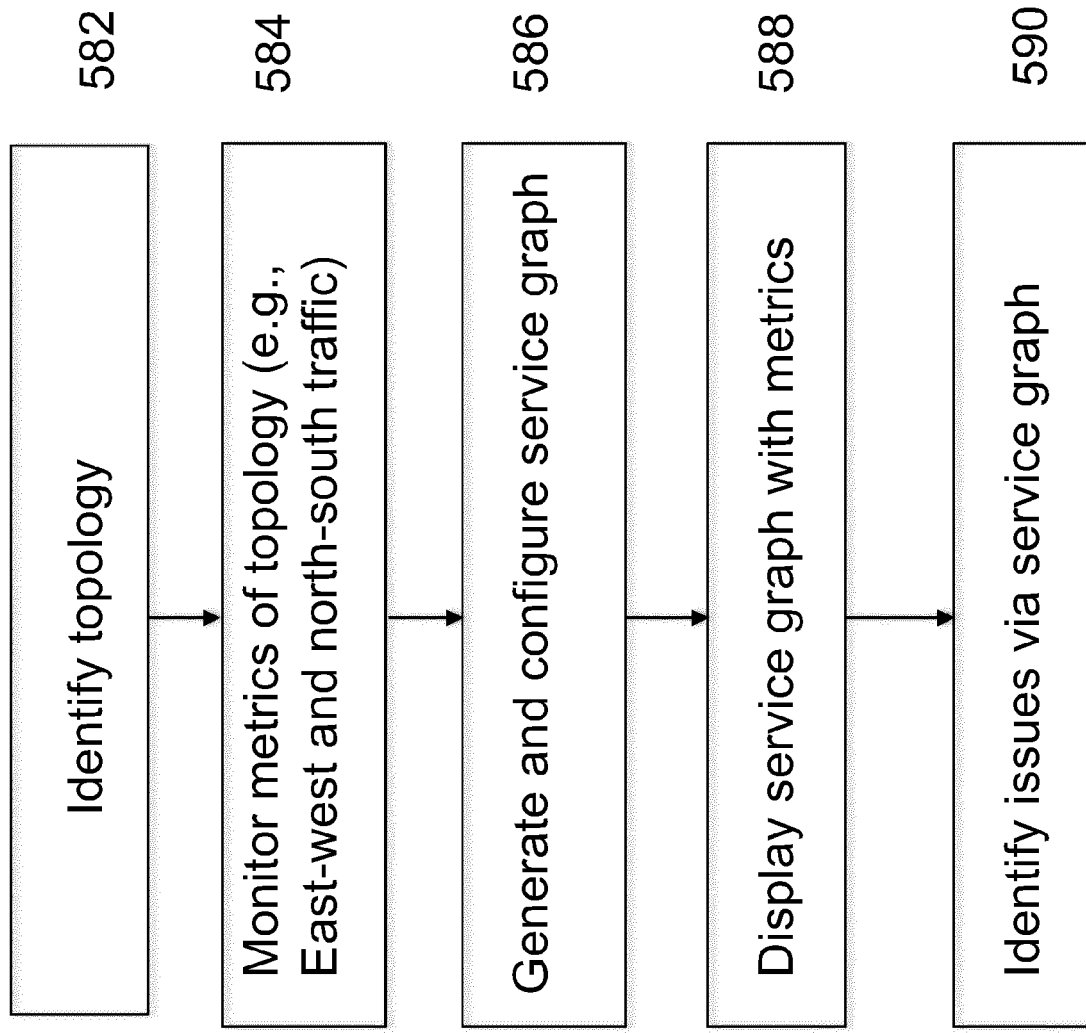 Identify topology
582
Monitor metrics of topology (e.g.,
East-west and north-south traffic)
584
Generate and configure service graph
586
Display service graph with metrics
588
Identify issues via service graph
590